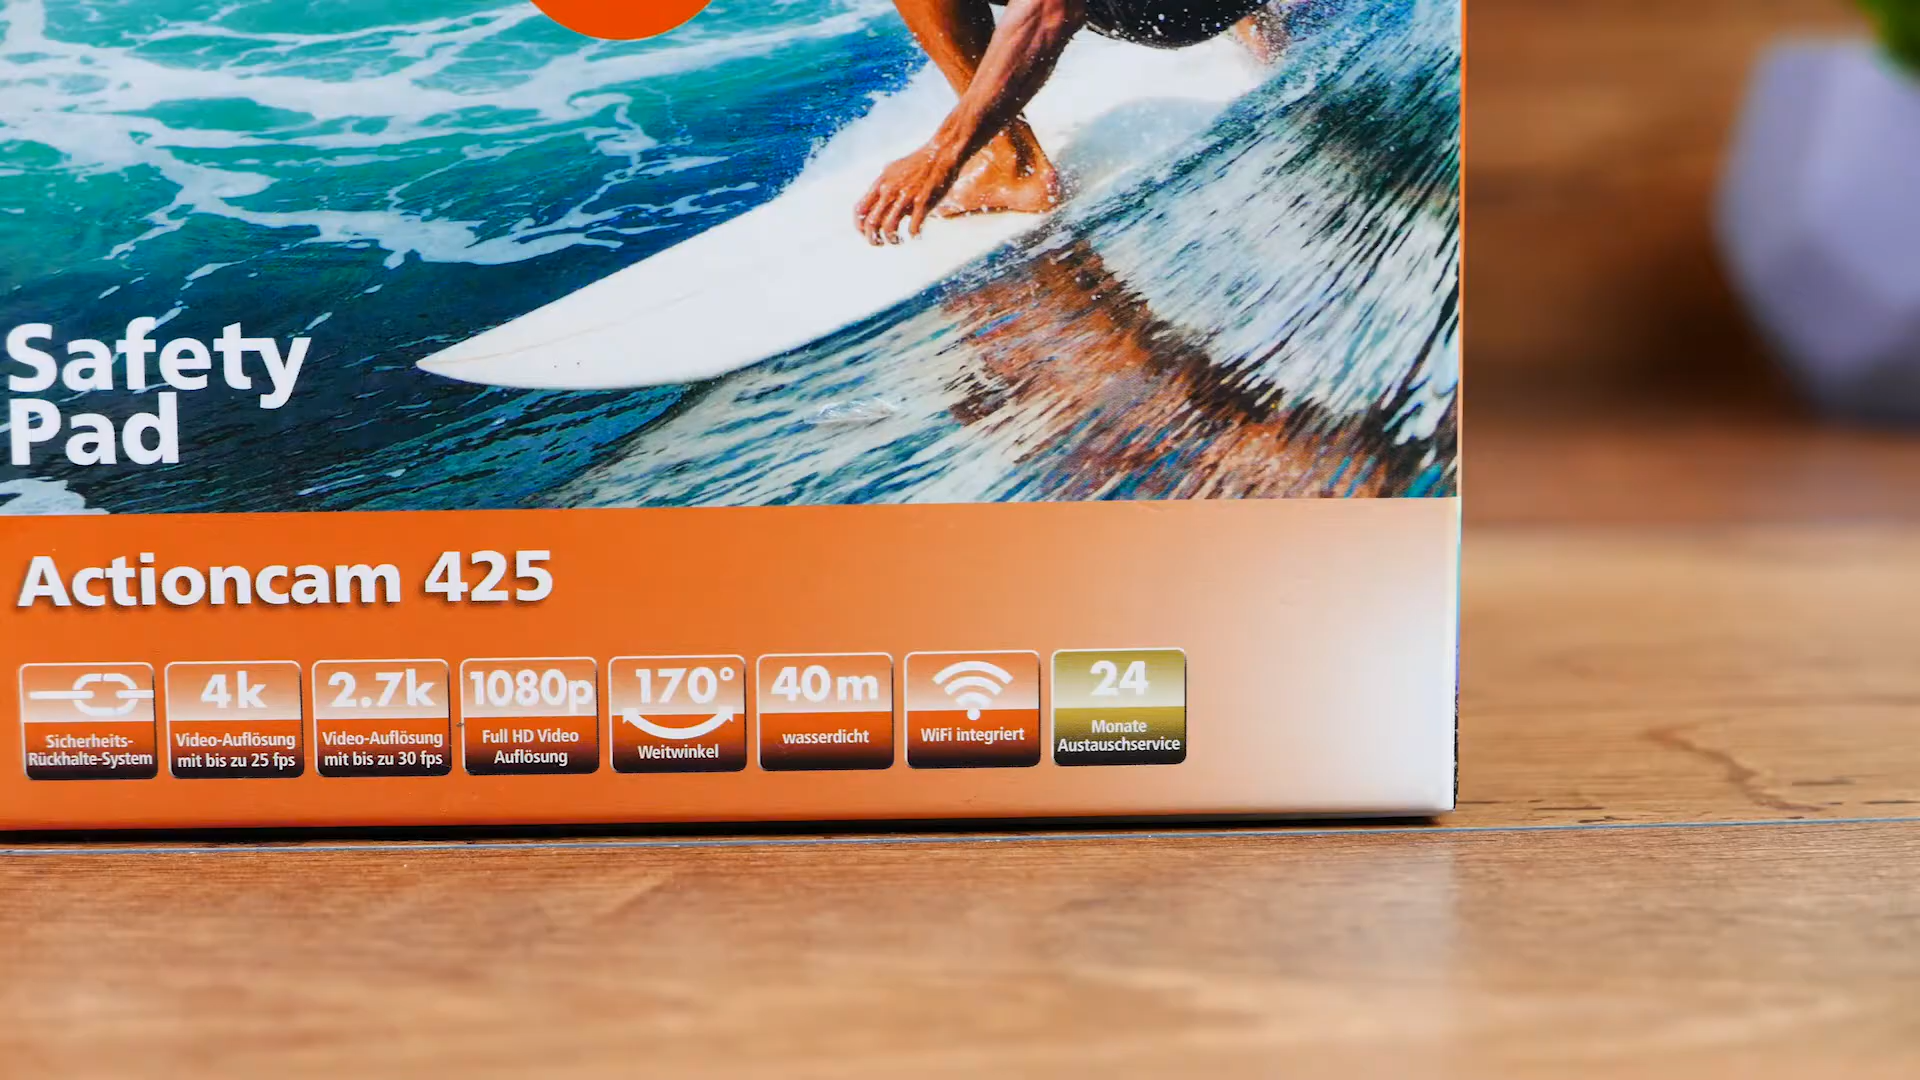 Safety
Pad
Actioncam 425
Sicherheits-
Rückhalte-System
4k
Video-Auflösung
mit bis zu 25 fps
2.7k
Video-Auflösung
mit bis zu 30 fps
1080p
Full HD Video
Auflösung
170°
Weitwinkel
40m
wasserdicht
WiFi integriert
24
Monate
Austauschservice